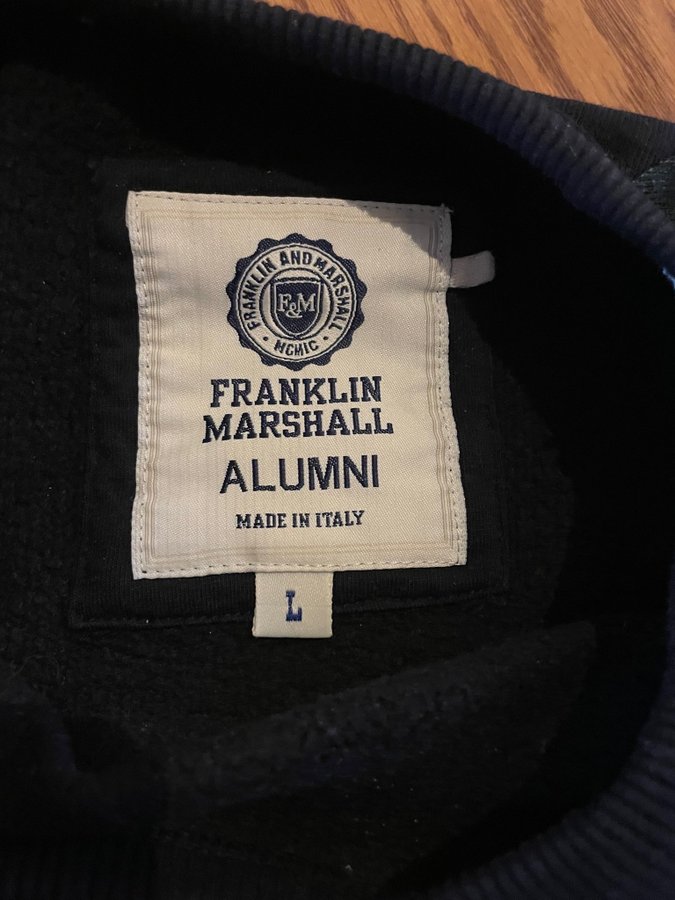 FRANKLIN AND MARSHALL
F&M
MCMIC
FRANKLIN
MARSHALL
ALUMNI
MADE IN ITALY
L